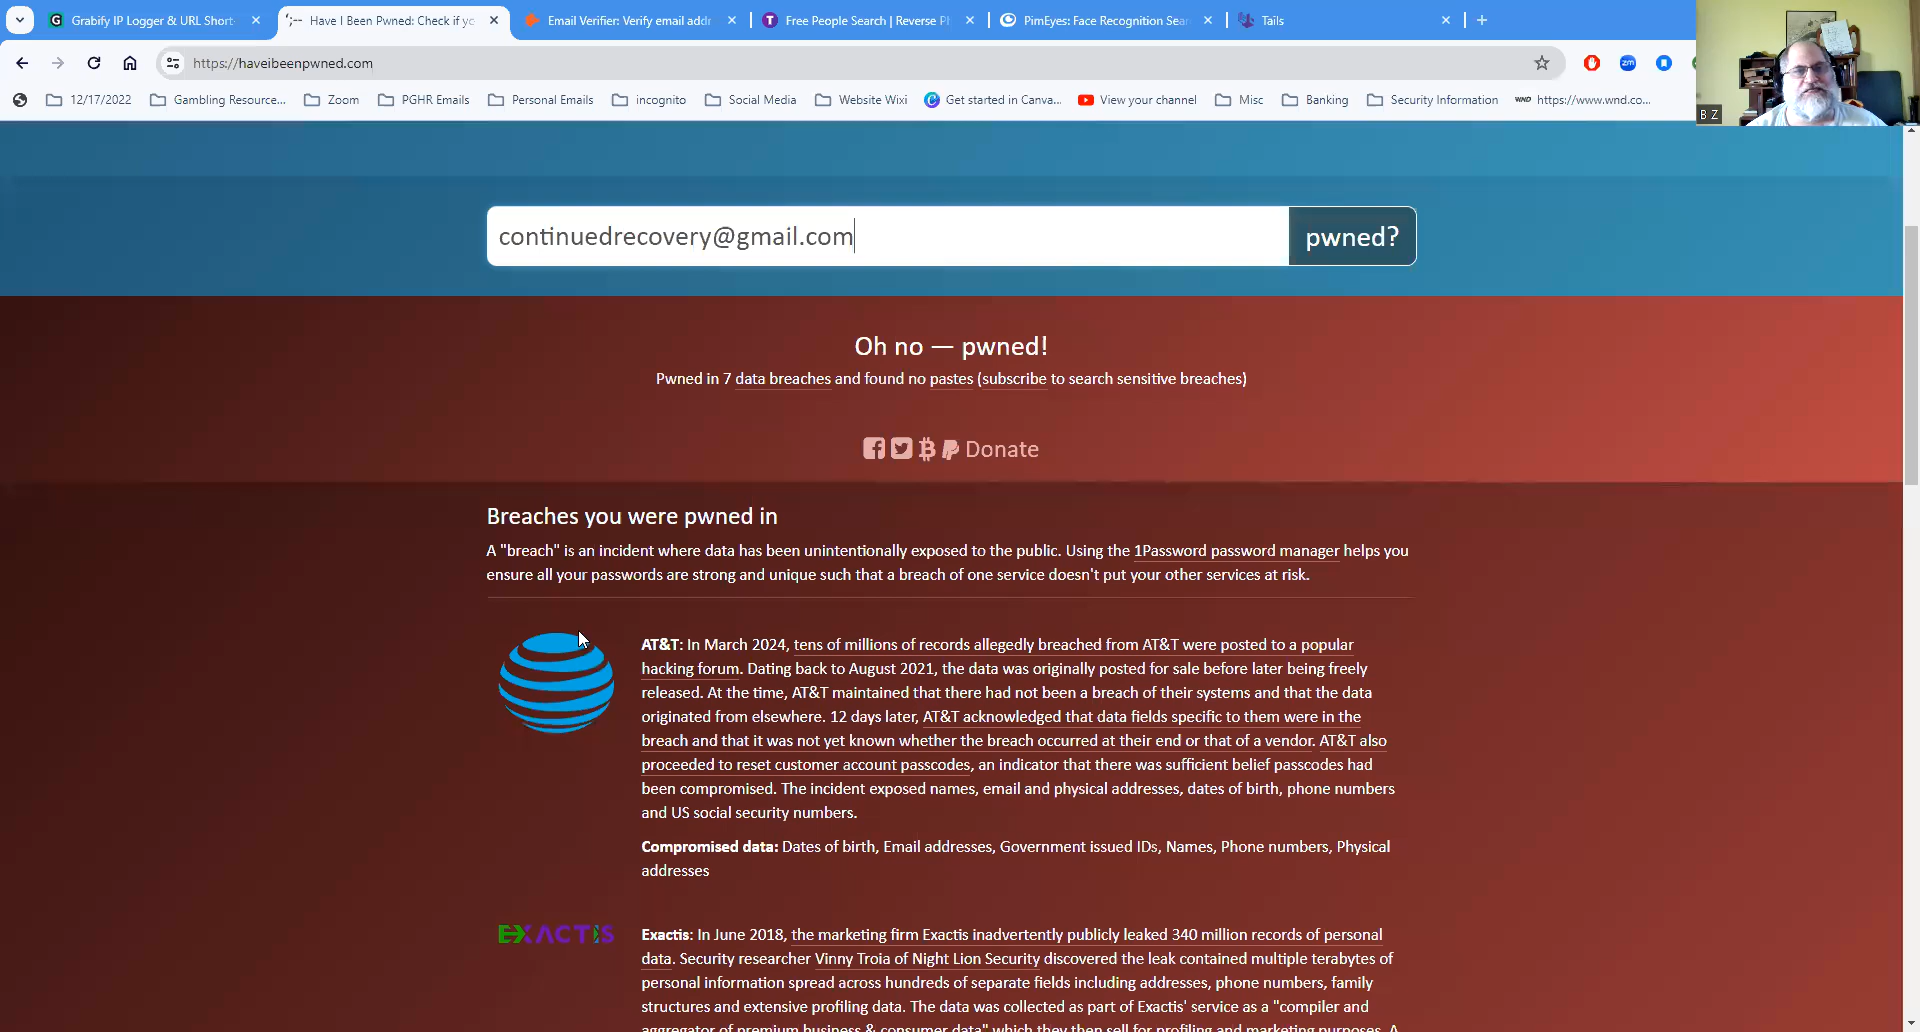 Grabify IP Logger & URL Short
Have I Been Pwned: Check if yo
Email Verifier: Verify email addr
Free People Search | Reverse Ph
PimEyes: Face Recognition Sear
Tails
https://haveibeenpwned.com
12/17/2022
Gambling Resource...
Zoom
PGHR Emails
Personal Emails
incognito
Social Media
Website Wixi
Get started in Canva...
View your channel
Misc
Banking
Security Information
WND https://www.wnd.co...
B Z
continuedrecovery@gmail.com
pwned?
Oh no — pwned!
Pwned in 7 data breaches and found no pastes (subscribe to search sensitive breaches)
Donate
Breaches you were pwned in
A "breach" is an incident where data has been unintentionally exposed to the public. Using the 1Password password manager helps you
ensure all your passwords are strong and unique such that a breach of one service doesn't put your other services at risk.
AT&T: In March 2024, tens of millions of records allegedly breached from AT&T were posted to a popular
hacking forum. Dating back to August 2021, the data was originally posted for sale before later being freely
released. At the time, AT&T maintained that there had not been a breach of their systems and that the data
originated from elsewhere. 12 days later, AT&T acknowledged that data fields specific to them were in the
breach and that it was not yet known whether the breach occurred at their end or that of a vendor. AT&T also
proceeded to reset customer account passcodes, an indicator that there was sufficient belief passcodes had
been compromised. The incident exposed names, email and physical addresses, dates of birth, phone numbers
and US social security numbers.
Compromised data: Dates of birth, Email addresses, Government issued IDs, Names, Phone numbers, Physical
addresses
EXACTIS
Exactis: In June 2018, the marketing firm Exactis inadvertently publicly leaked 340 million records of personal
data. Security researcher Vinny Troia of Night Lion Security discovered the leak contained multiple terabytes of
personal information spread across hundreds of separate fields including addresses, phone numbers, family
structures and extensive profiling data. The data was collected as part of Exactis' service as a "compiler and
aggregator of premium business & consumer data" which they then sell for profiling and marketing purposes. A